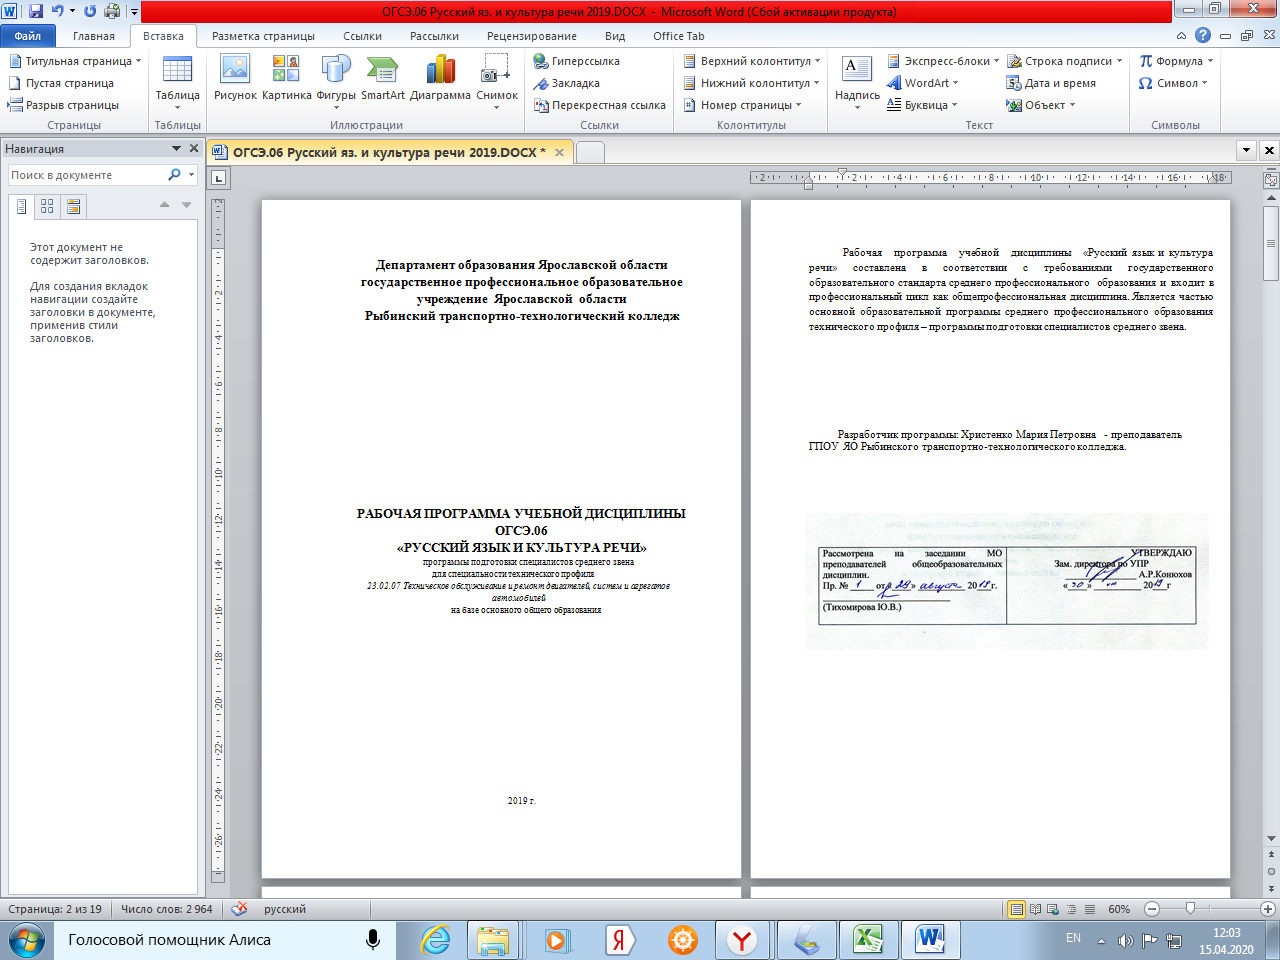 ОГСЭ.06 Русский яз. и культура речи 2019.DOCX - Microsoft Word (Сбой активации продукта)
Файл Главная Вставка Разметка страницы Ссылки Рассылки Рецензирование Вид Office Tab
Титульная страница
Пустая страница
Разрыв страницы
Страницы
Таблица
Таблицы
Рисунок Картинка Фигуры SmartArt Диаграмма Снимок
Иллюстрации
Гиперссылка
Закладка
Перекрестная ссылка
Ссылки
Верхний колонтитул
Нижний колонтитул
Номер страницы
Колонтитулы
Надпись
Экспресс-блоки
WordArt
Буквица
Строка подписи
Дата и время
Объект
Текст
Формула
Символ
Символы
Навигация
Поиск в документе
Этот документ не
содержит заголовков.
Для создания вкладок
навигации создайте
заголовки в документе,
применив стили
заголовков.
ОГСЭ.06 Русский яз. и культура речи 2019.DOCX *
Департамент образования Ярославской области
государственное профессиональное образовательное
учреждение Ярославской области
Рыбинский транспортно-технологический колледж
РАБОЧАЯ ПРОГРАММА УЧЕБНОЙ ДИСЦИПЛИНЫ
ОГСЭ.06
«РУССКИЙ ЯЗЫК И КУЛЬТУРА РЕЧИ»
программы подготовки специалистов среднего звена
для специальности технического профиля
23.02.07 Техническое обслуживание и ремонт двигателей, систем и агрегатов
автомобилей
на базе основного общего образования
2019 г.
Рабочая программа учебной дисциплины «Русский язык и культура
речи» составлена в соответствии с требованиями государственного
образовательного стандарта среднего профессионального образования и входит в
профессиональный цикл как общепрофессиональная дисциплина. Является частью
основной образовательной программы среднего профессионального образования
технического профиля – программы подготовки специалистов среднего звена.
Разработчик программы: Христенко Мария Петровна - преподаватель
ГПОУ ЯО Рыбинского транспортно-технологического колледжа.
Рассмотрена на заседании МО
преподавателей общеобразовательных
дисциплин.
Пр. № 1 от « 29 » август 2019 г.
(Тихомирова Ю.В.)
УТВЕРЖДАЮ
Зам. директора по УПР
А.Р.Конюхов
« 30 » 2019 г
Страница: 2 из 19 Число слов: 2 964 русский 60%
Голосовой помощник Алиса
EN 12:03
15.04.2020